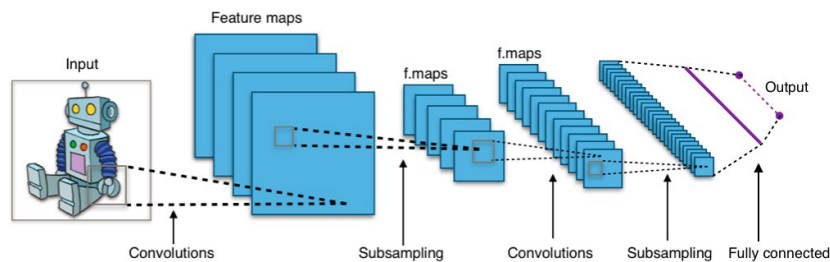 Feature maps
Input
f.maps
f.maps
Output
Convolutions
Subsampling
Convolutions
Subsampling
Fully connected